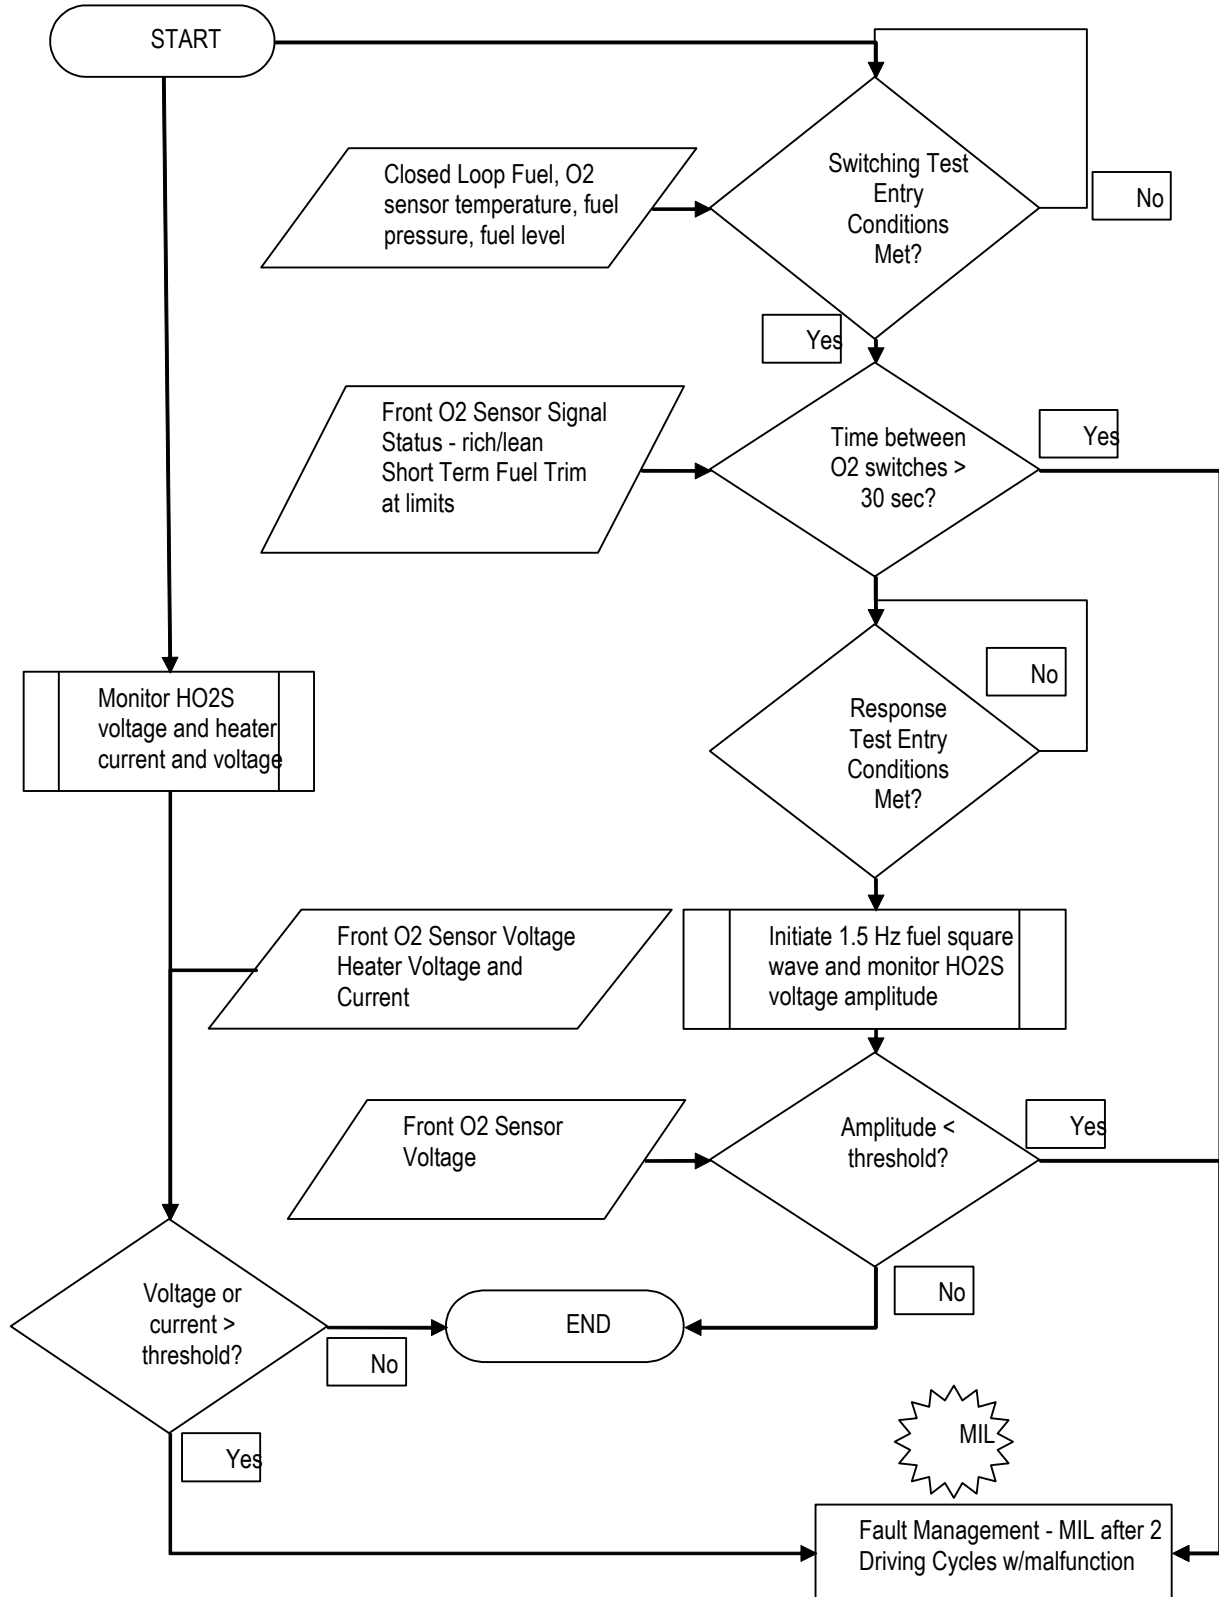 START
Switching Test
Entry
Conditions
Met?
No
Closed Loop Fuel, O2
sensor temperature, fuel
pressure, fuel level
Yes
Front O2 Sensor Signal
Status - rich/lean
Short Term Fuel Trim
at limits
Time between
O2 switches >
30 sec?
Yes
No
Monitor HO2S
voltage and heater
current and voltage
Response
Test Entry
Conditions
Met?
Front O2 Sensor Voltage
Heater Voltage and
Current
Initiate 1.5 Hz fuel square
wave and monitor HO2S
voltage amplitude
Front O2 Sensor
Voltage
Amplitude <
threshold?
Yes
Voltage or
current >
threshold?
No
END
No
Yes
MIL
Fault Management - MIL after 2
Driving Cycles w/malfunction